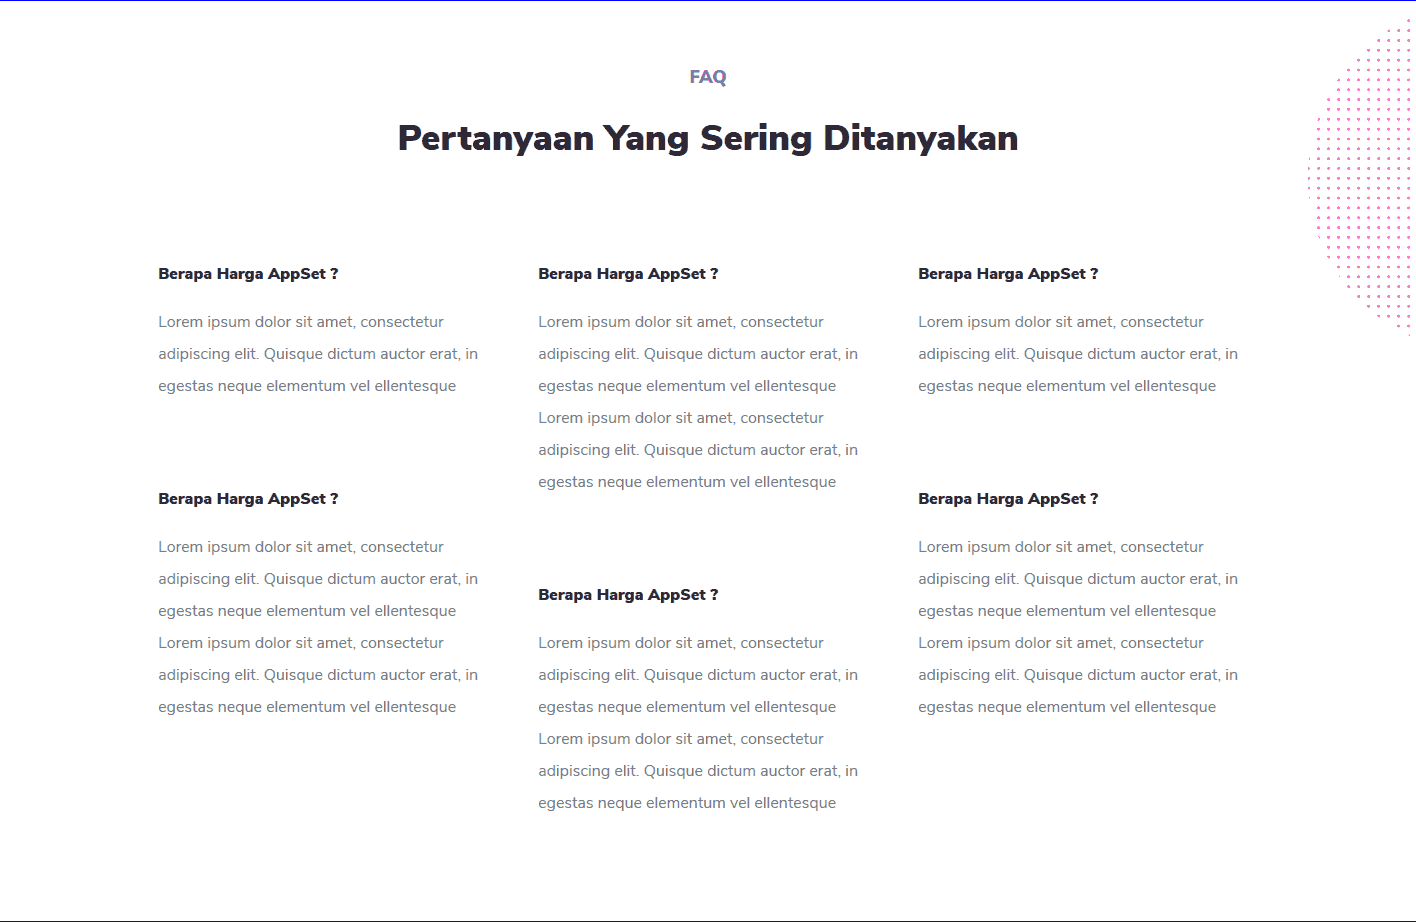 FAQ
Pertanyaan Yang Sering Ditanyakan
Berapa Harga AppSet ?
Lorem ipsum dolor sit amet, consectetur
adipiscing elit. Quisque dictum auctor erat, in
egestas neque elementum vel ellentesque
Berapa Harga AppSet ?
Lorem ipsum dolor sit amet, consectetur
adipiscing elit. Quisque dictum auctor erat, in
egestas neque elementum vel ellentesque
Lorem ipsum dolor sit amet, consectetur
adipiscing elit. Quisque dictum auctor erat, in
egestas neque elementum vel ellentesque
Berapa Harga AppSet ?
Lorem ipsum dolor sit amet, consectetur
adipiscing elit. Quisque dictum auctor erat, in
egestas neque elementum vel ellentesque
Lorem ipsum dolor sit amet, consectetur
adipiscing elit. Quisque dictum auctor erat, in
egestas neque elementum vel ellentesque
Berapa Harga AppSet ?
Lorem ipsum dolor sit amet, consectetur
adipiscing elit. Quisque dictum auctor erat, in
egestas neque elementum vel ellentesque
Lorem ipsum dolor sit amet, consectetur
adipiscing elit. Quisque dictum auctor erat, in
egestas neque elementum vel ellentesque
Berapa Harga AppSet ?
Lorem ipsum dolor sit amet, consectetur
adipiscing elit. Quisque dictum auctor erat, in
egestas neque elementum vel ellentesque
Berapa Harga AppSet ?
Lorem ipsum dolor sit amet, consectetur
adipiscing elit. Quisque dictum auctor erat, in
egestas neque elementum vel ellentesque
Lorem ipsum dolor sit amet, consectetur
adipiscing elit. Quisque dictum auctor erat, in
egestas neque elementum vel ellentesque